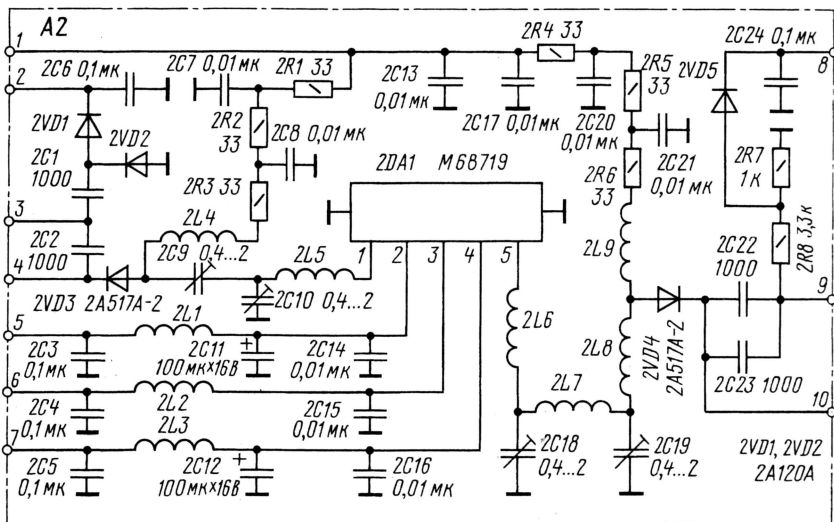 A2
1
2C6 0,1мк
2C7 0,01мк
2R1 33
2R4 33
2C24 0,1мк
8
2
2VD1
2VD2
2R2
33
2C8 0,01мк
2C13
0,01мк
2C17 0,01мк
2C20
0,01мк
2R5
33
2VD5
2C21
0,01мк
2R7
1к
2C1
1000
2R3 33
2DA1 M68719
2R6
33
3
2L4
2R8 3,3к
2C2
1000
2C9 0,4...2
2L5
1
2
3
4
5
2L9
2C22
1000
4
2VD3 2A517A-2
2C10 0,4...2
9
5
2L1
2L6
2VD4
2A517A-2
2C3
0,1мк
2C11
+
100мк×16В
2C14
0,01мк
2L8
2C23 1000
6
2L2
2L7
10
2C4
0,1мк
2L3
2C15
0,01мк
7
2C5
0,1мк
2C12
+
100мк×16В
2C16
0,01мк
2C18
0,4...2
2C19
0,4...2
2VD1, 2VD2
2A120A